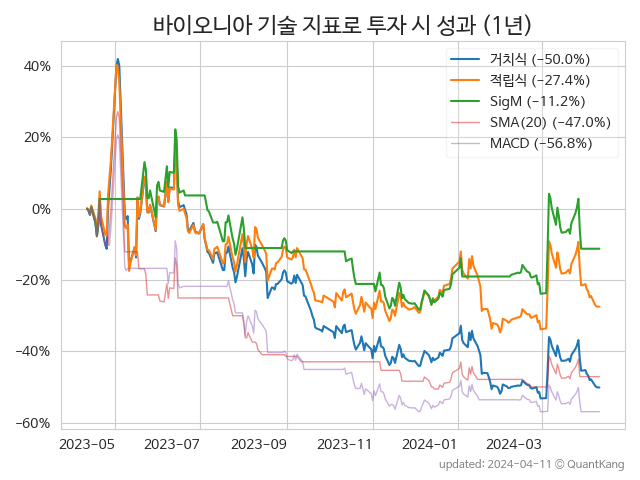 바이오니아 기술 지표로 투자 시 성과 (1년)
거치식 (−50.0%)
적립식 (−27.4%)
SigM (−11.2%)
SMA(20) (−47.0%)
MACD (−56.8%)
40%
20%
0%
−20%
−40%
−60%
2023-05 2023-07 2023-09 2023-11 2024-01 2024-03
updated: 2024-04-11 © QuantKang